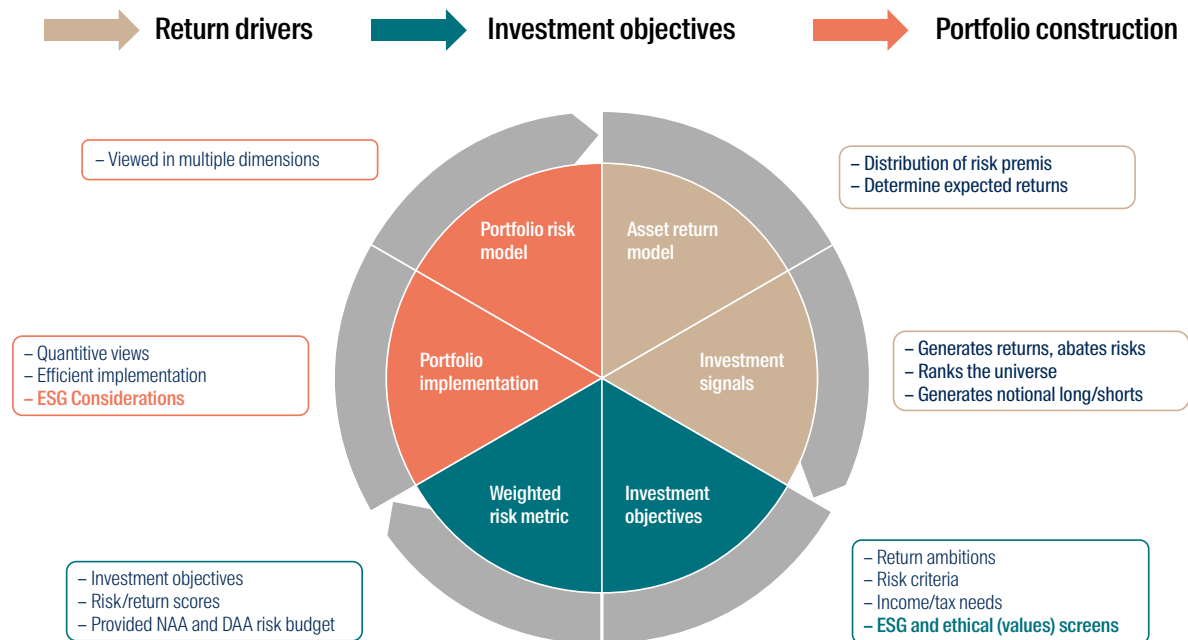 Return drivers
Investment objectives
Portfolio construction
– Viewed in multiple dimensions
– Distribution of risk premis
– Determine expected returns
Portfolio risk
model
Asset return
model
– Quantitive views
– Efficient implementation
– ESG Considerations
Portfolio
implementation
Investment
signals
– Generates returns, abates risks
– Ranks the universe
– Generates notional long/shorts
Weighted
risk metric
Investment
objectives
– Investment objectives
– Risk/return scores
– Provided NAA and DAA risk budget
– Return ambitions
– Risk criteria
– Income/tax needs
– ESG and ethical (values) screens